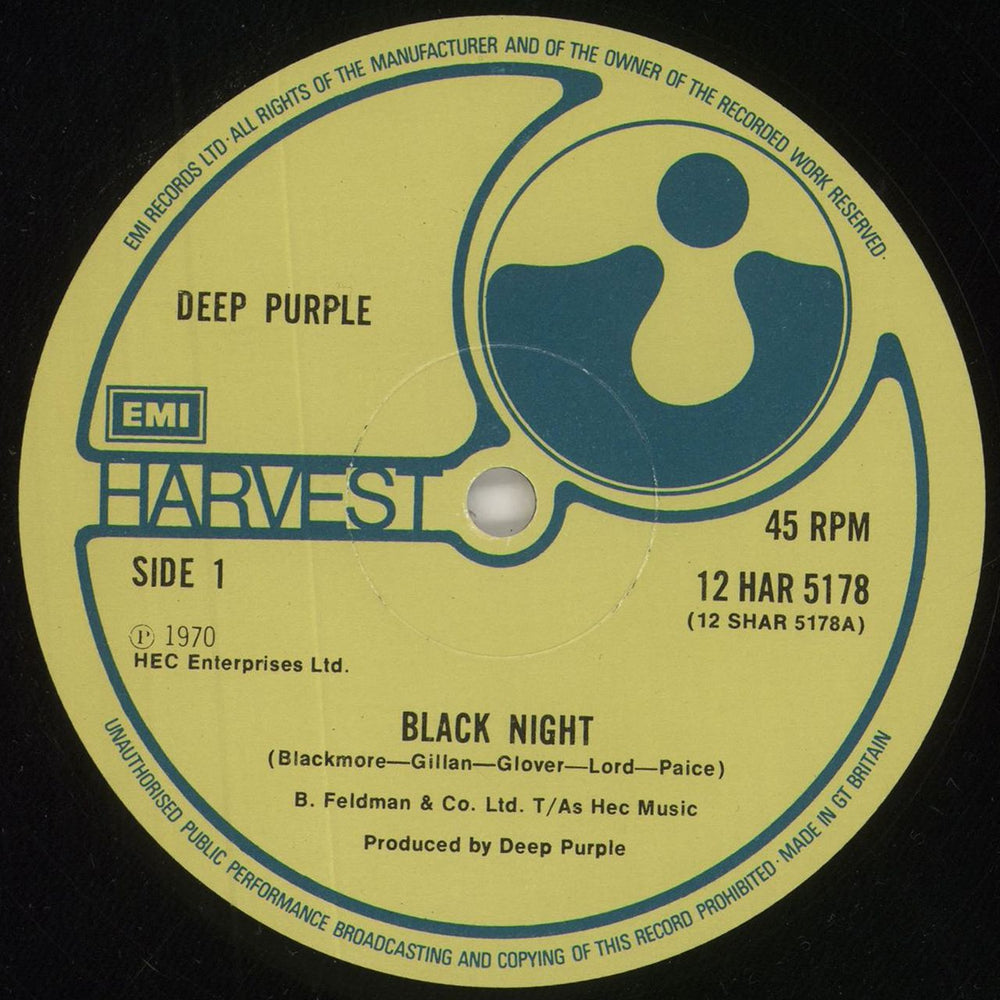 EMI RECORDS LTD · ALL RIGHTS OF THE MANUFACTURER AND OF THE OWNER OF THE RECORDED WORK RESERVED ·
DEEP PURPLE
EMI
HARVEST
45 RPM
SIDE 1
12 HAR 5178
(12 SHAR 5178A)
Ⓟ 1970
HEC Enterprises Ltd.
BLACK NIGHT
(Blackmore—Gillan—Glover—Lord—Paice)
B. Feldman & Co. Ltd. T/As Hec Music
Produced by Deep Purple
UNAUTHORISED PUBLIC PERFORMANCE BROADCASTING AND COPYING OF THIS RECORD PROHIBITED · MADE IN GT BRITAIN